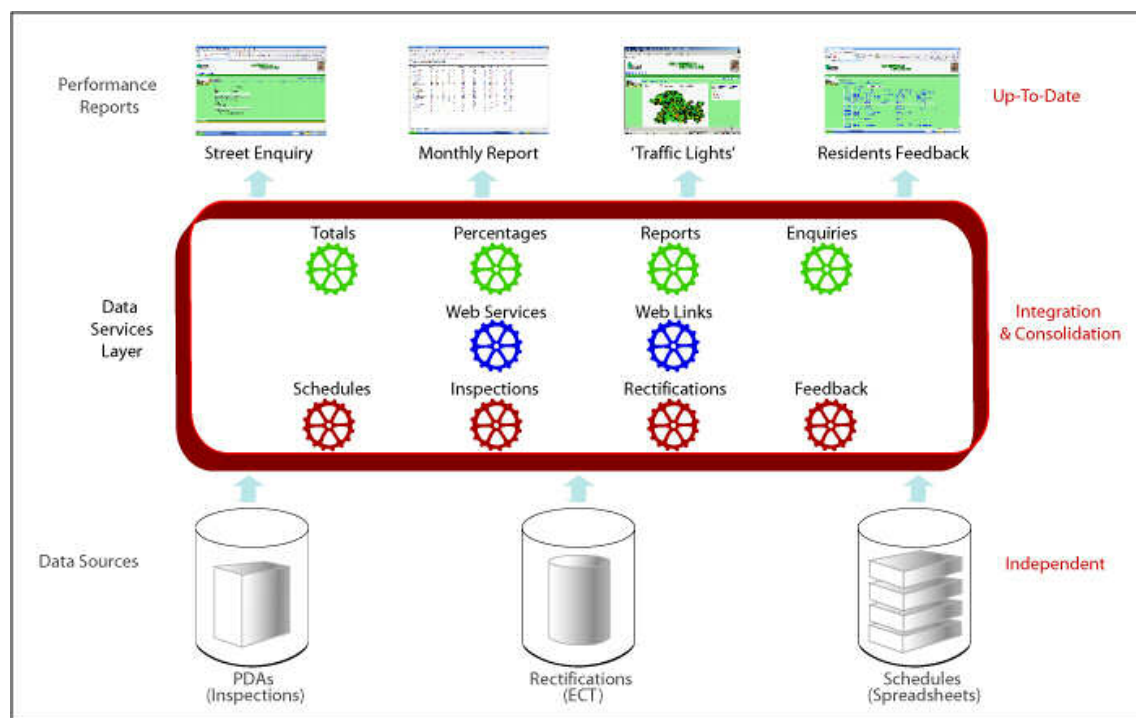 Performance
Reports
Up-To-Date
Street Enquiry
Monthly Report
'Traffic Lights'
Residents Feedback
Totals
Percentages
Reports
Enquiries
Data
Services
Layer
Web Services
Web Links
Integration
& Consolidation
Schedules
Inspections
Rectifications
Feedback
Data Sources
Independent
PDAs
(Inspections)
Rectifications
(ECT)
Schedules
(Spreadsheets)